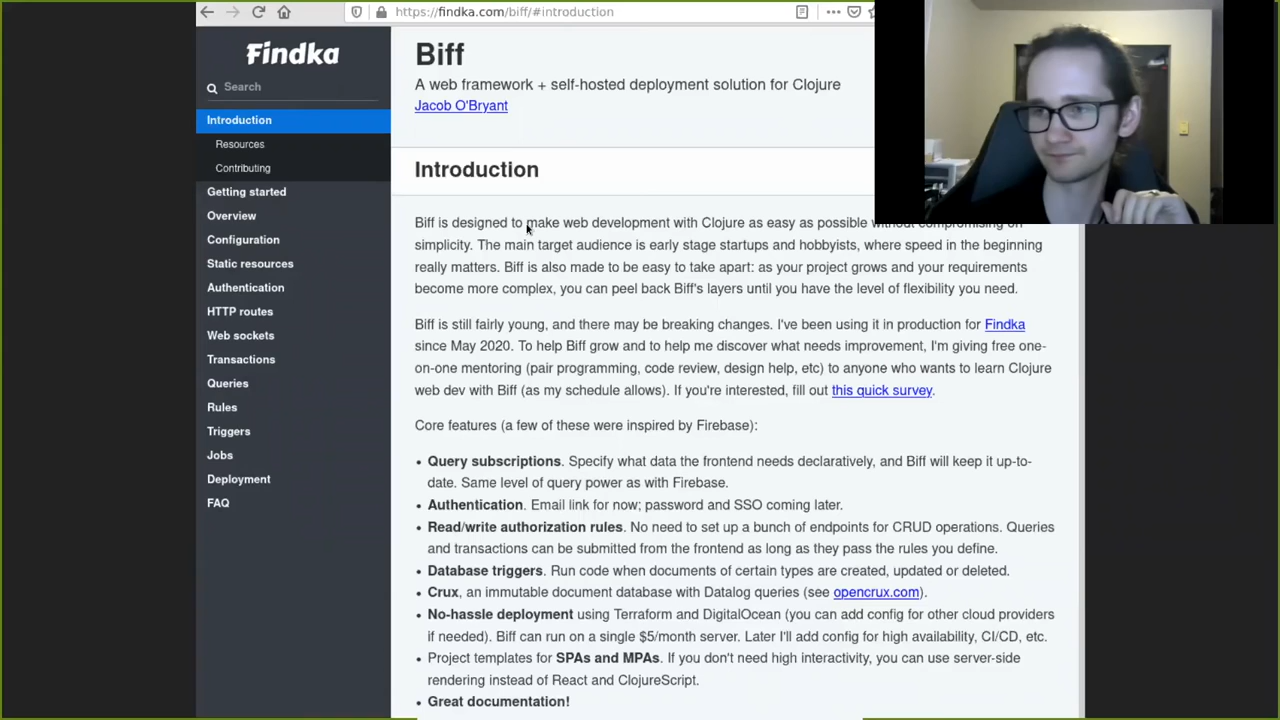 https://findka.com/biff/#introduction
Findka
Search
Introduction
Resources
Contributing
Getting started
Overview
Configuration
Static resources
Authentication
HTTP routes
Web sockets
Transactions
Queries
Rules
Triggers
Jobs
Deployment
FAQ
Biff
A web framework + self-hosted deployment solution for Clojure
Jacob O'Bryant
Introduction
Biff is designed to make web development with Clojure as easy as possible without compromising on
simplicity. The main target audience is early stage startups and hobbyists, where speed in the beginning
really matters. Biff is also made to be easy to take apart: as your project grows and your requirements
become more complex, you can peel back Biff's layers until you have the level of flexibility you need.
Biff is still fairly young, and there may be breaking changes. I've been using it in production for Findka
since May 2020. To help Biff grow and to help me discover what needs improvement, I'm giving free one-
on-one mentoring (pair programming, code review, design help, etc) to anyone who wants to learn Clojure
web dev with Biff (as my schedule allows). If you're interested, fill out this quick survey.
Core features (a few of these were inspired by Firebase):
• Query subscriptions. Specify what data the frontend needs declaratively, and Biff will keep it up-to-
date. Same level of query power as with Firebase.
• Authentication. Email link for now; password and SSO coming later.
• Read/write authorization rules. No need to set up a bunch of endpoints for CRUD operations. Queries
and transactions can be submitted from the frontend as long as they pass the rules you define.
• Database triggers. Run code when documents of certain types are created, updated or deleted.
• Crux, an immutable document database with Datalog queries (see opencrux.com).
• No-hassle deployment using Terraform and DigitalOcean (you can add config for other cloud providers
if needed). Biff can run on a single $5/month server. Later I'll add config for high availability, CI/CD, etc.
• Project templates for SPAs and MPAs. If you don't need high interactivity, you can use server-side
rendering instead of React and ClojureScript.
• Great documentation!